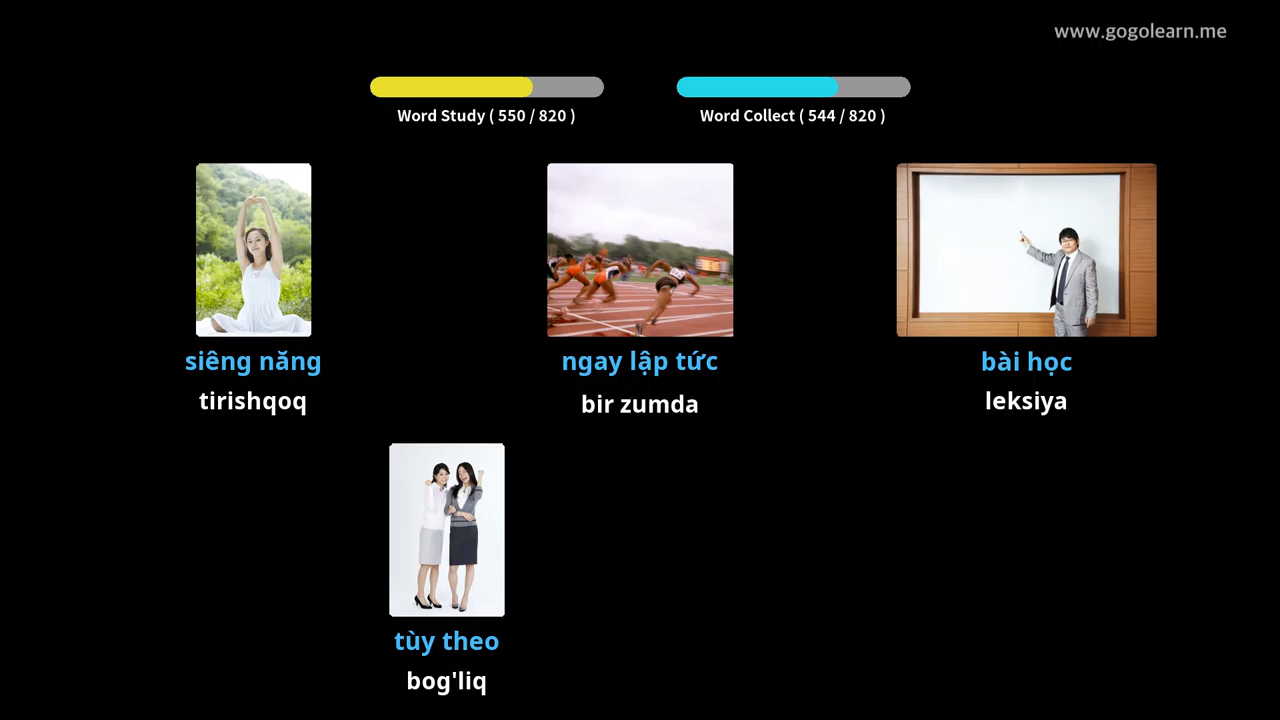 www.gogolearn.me
Word Study ( 550 / 820 )
Word Collect ( 544 / 820 )
siêng năng
tirishqoq
ngay lập tức
bir zumda
bài học
leksiya
tùy theo
bog'liq